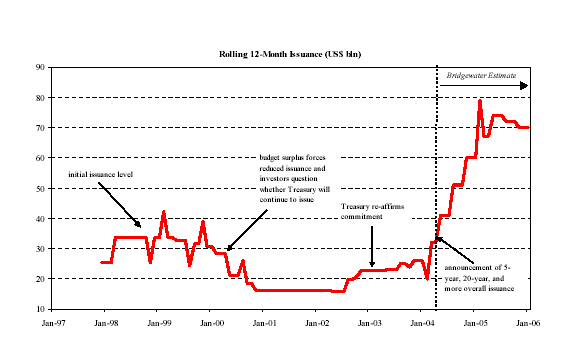 Rolling 12-Month Issuance (US$ bln)
90
80
70
60
50
40
30
20
10
Bridgewater Estimate
initial issuance level
budget surplus forces
reduced issuance and
investors question
whether Treasury will
continue to issue
Treasury re-affirms
commitment
announcement of 5-
year, 20-year, and
more overall issuance
Jan-97 Jan-98 Jan-99 Jan-00 Jan-01 Jan-02 Jan-03 Jan-04 Jan-05 Jan-06